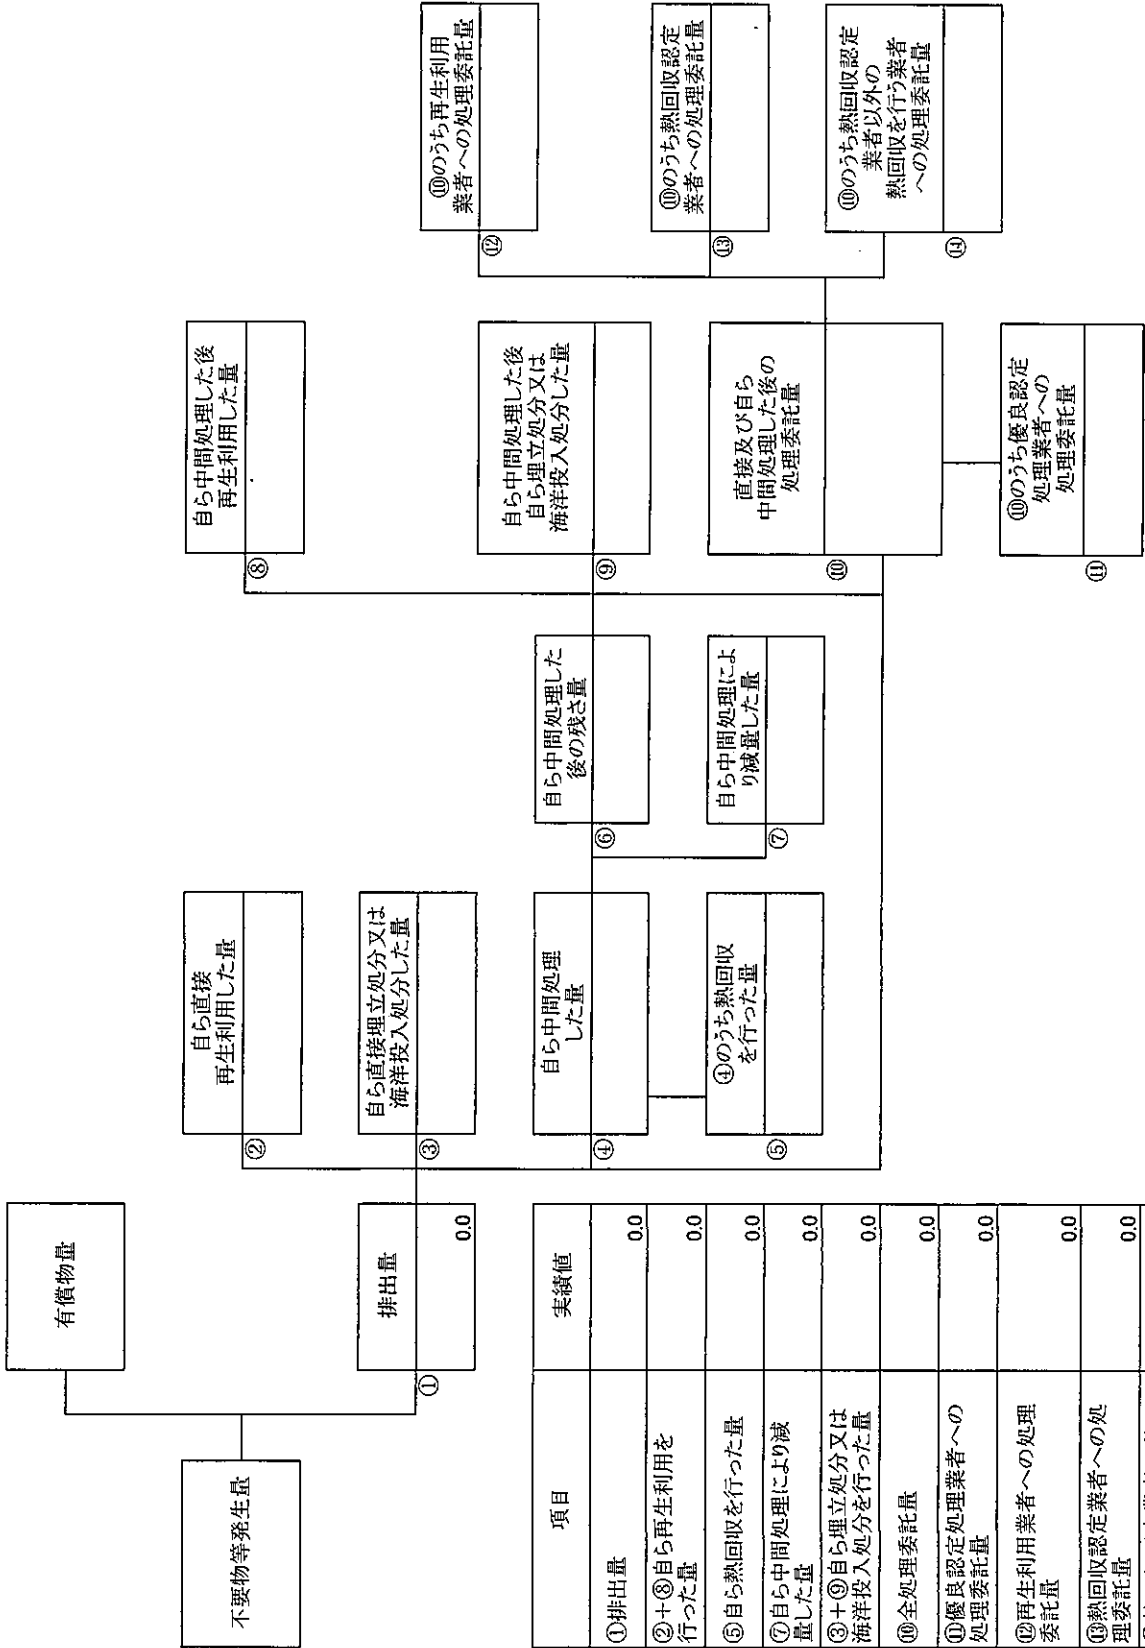 不要物等発生量
有償物量
①
排出量
0.0
②
自ら直接
再生利用した量
③
自ら直接埋立処分又は
海洋投入処分した量
④
自ら中間処理
した量
⑤
④のうち熱回収
を行った量
⑥
自ら中間処理した
後の残さ量
⑦
自ら中間処理によ
り減量した量
⑧
自ら中間処理した後
再生利用した量
⑨
自ら中間処理した後
自ら埋立処分又は
海洋投入処分した量
⑩
直接及び自ら
中間処理した後の
処理委託量
⑪
⑩のうち優良認定
処理業者への
処理委託量
⑫
⑩のうち再生利用
業者への処理委託量
⑬
⑩のうち熱回収認定
業者への処理委託量
⑭
⑩のうち熱回収認定
業者以外の
熱回収を行う業者
への処理委託量
項目
実績値
①排出量
0.0
②+⑧自ら再生利用を
行った量
0.0
⑤自ら熱回収を行った量
0.0
⑦自ら中間処理により減
量した量
0.0
③+⑨自ら埋立処分又は
海洋投入処分を行った量
0.0
⑩全処理委託量
0.0
⑪優良認定処理業者への
処理委託量
0.0
⑫再生利用業者への処理
委託量
0.0
⑬熱回収認定業者への処
理委託量
0.0